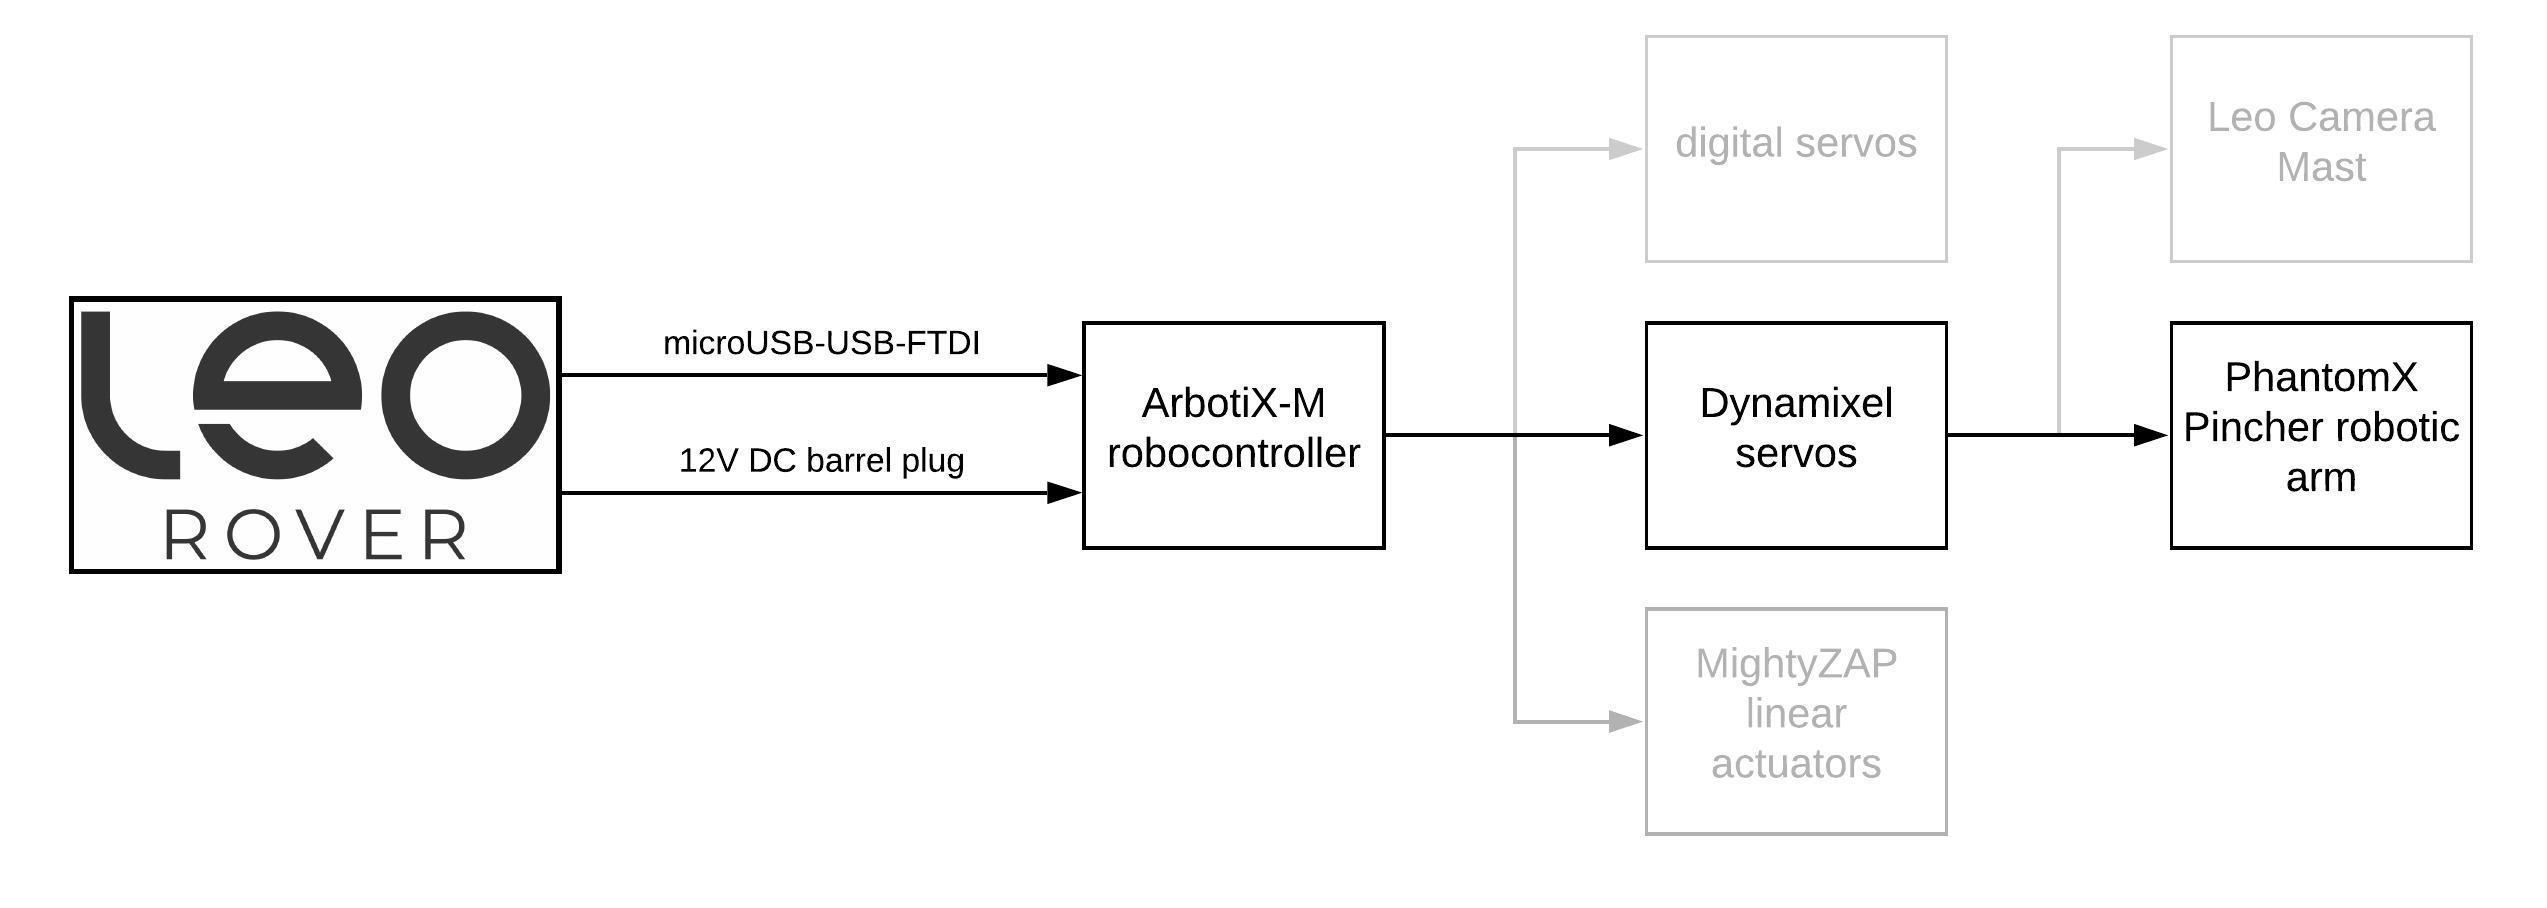 Leo
ROVER
microUSB-USB-FTDI
12V DC barrel plug
ArbotiX-M
robocontroller
digital servos
Dynamixel
servos
MightyZAP
linear
actuators
Leo Camera
Mast
PhantomX
Pincher robotic
arm